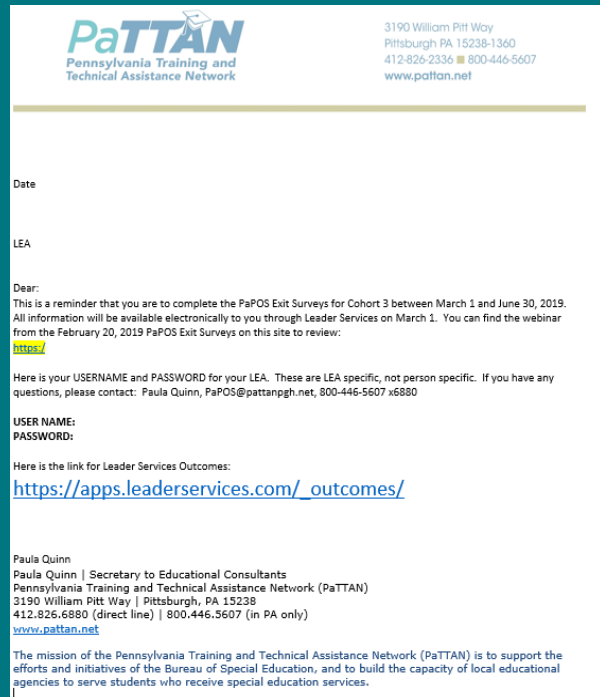 PaTTAN
Pennsylvania Training and
Technical Assistance Network
3190 William Pitt Way
Pittsburgh PA 15238-1360
412-826-2336 ■ 800-446-5607
www.pattan.net
Date
LEA
Dear:
This is a reminder that you are to complete the PaPOS Exit Surveys for Cohort 3 between March 1 and June 30, 2019.
All information will be available electronically to you through Leader Services on March 1.  You can find the webinar
from the February 20, 2019 PaPOS Exit Surveys on this site to review:
https:/
Here is your USERNAME and PASSWORD for your LEA.  These are LEA specific, not person specific.  If you have any
questions, please contact:  Paula Quinn, PaPOS@pattanpgh.net, 800-446-5607 x6880
USER NAME:
PASSWORD:
Here is the link for Leader Services Outcomes:
https://apps.leaderservices.com/_outcomes/
Paula Quinn
Paula Quinn | Secretary to Educational Consultants
Pennsylvania Training and Technical Assistance Network (PaTTAN)
3190 William Pitt Way | Pittsburgh, PA 15238
412.826.6880 (direct line) | 800.446.5607 (in PA only)
www.pattan.net
The mission of the Pennsylvania Training and Technical Assistance Network (PaTTAN) is to support the
efforts and initiatives of the Bureau of Special Education, and to build the capacity of local educational
agencies to serve students who receive special education services.